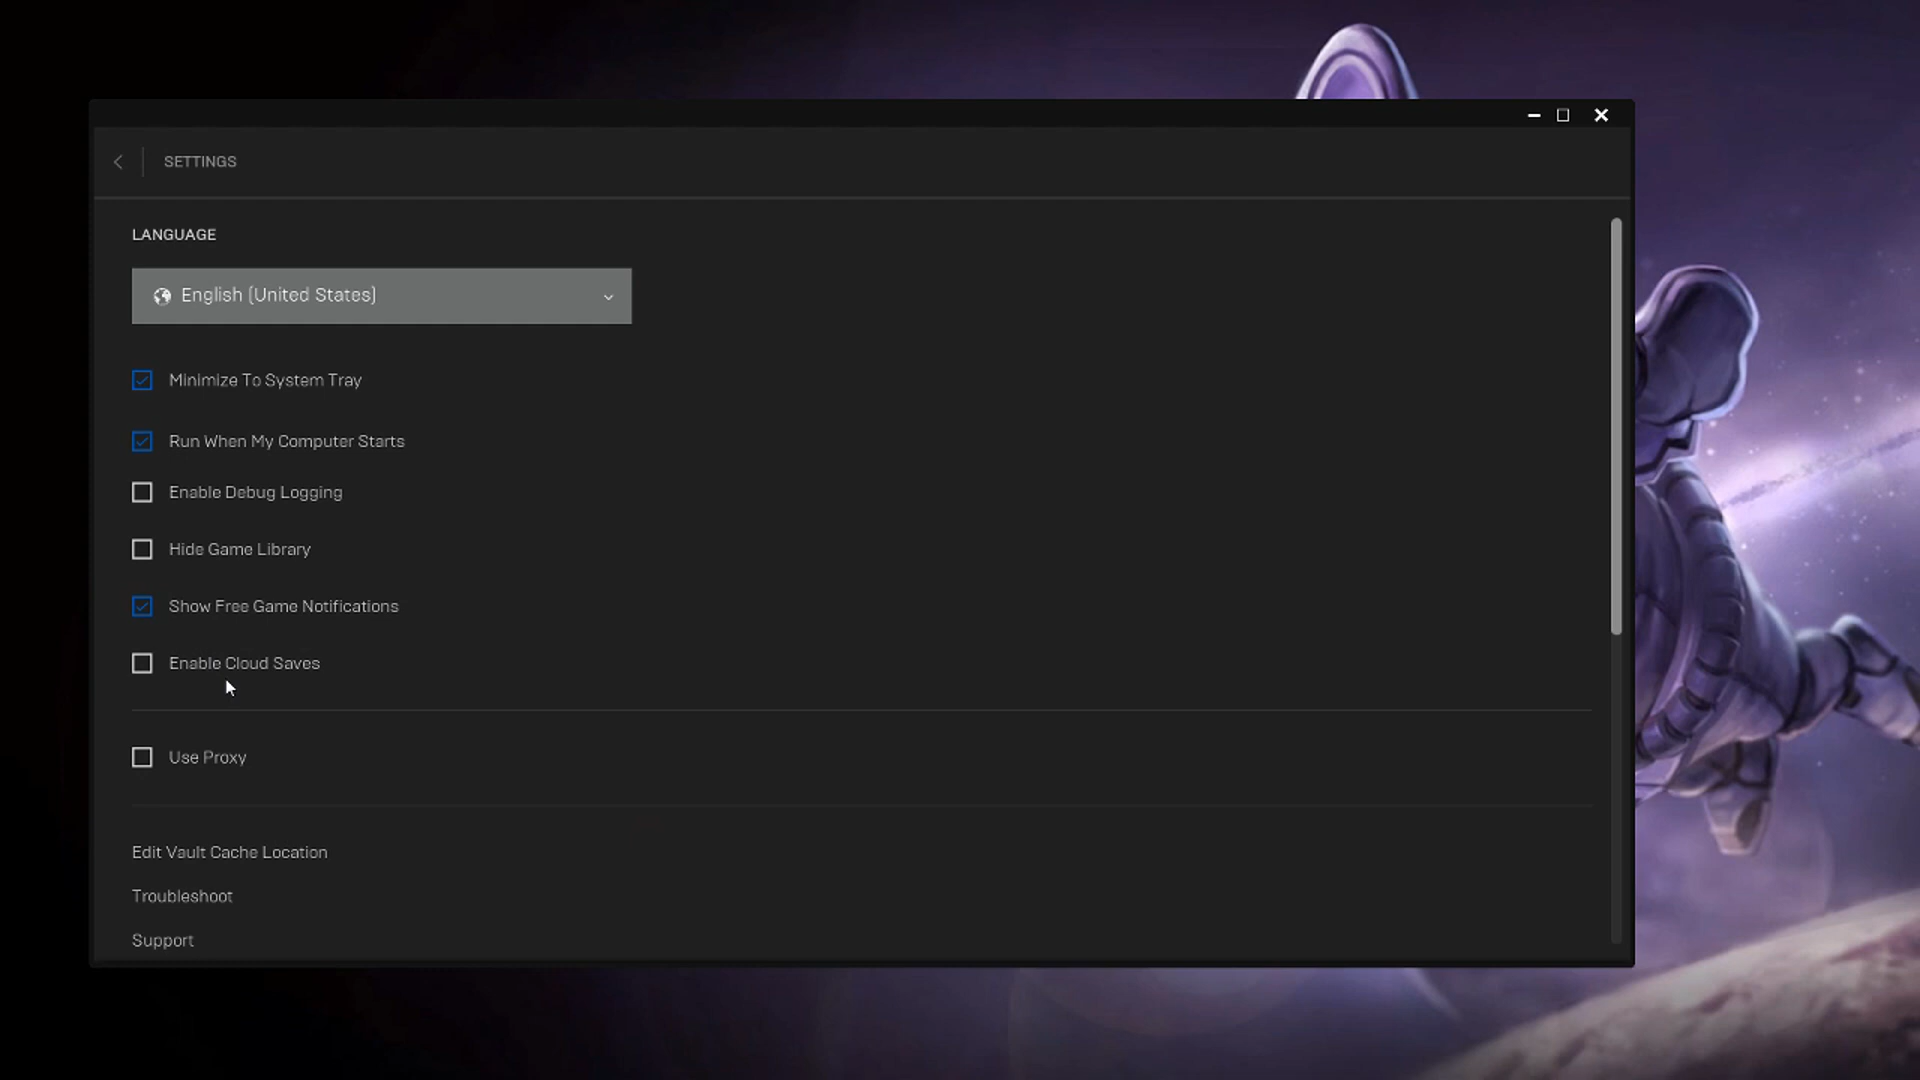 SETTINGS
LANGUAGE
English (United States)
Minimize To System Tray
Run When My Computer Starts
Enable Debug Logging
Hide Game Library
Show Free Game Notifications
Enable Cloud Saves
Use Proxy
Edit Vault Cache Location
Troubleshoot
Support